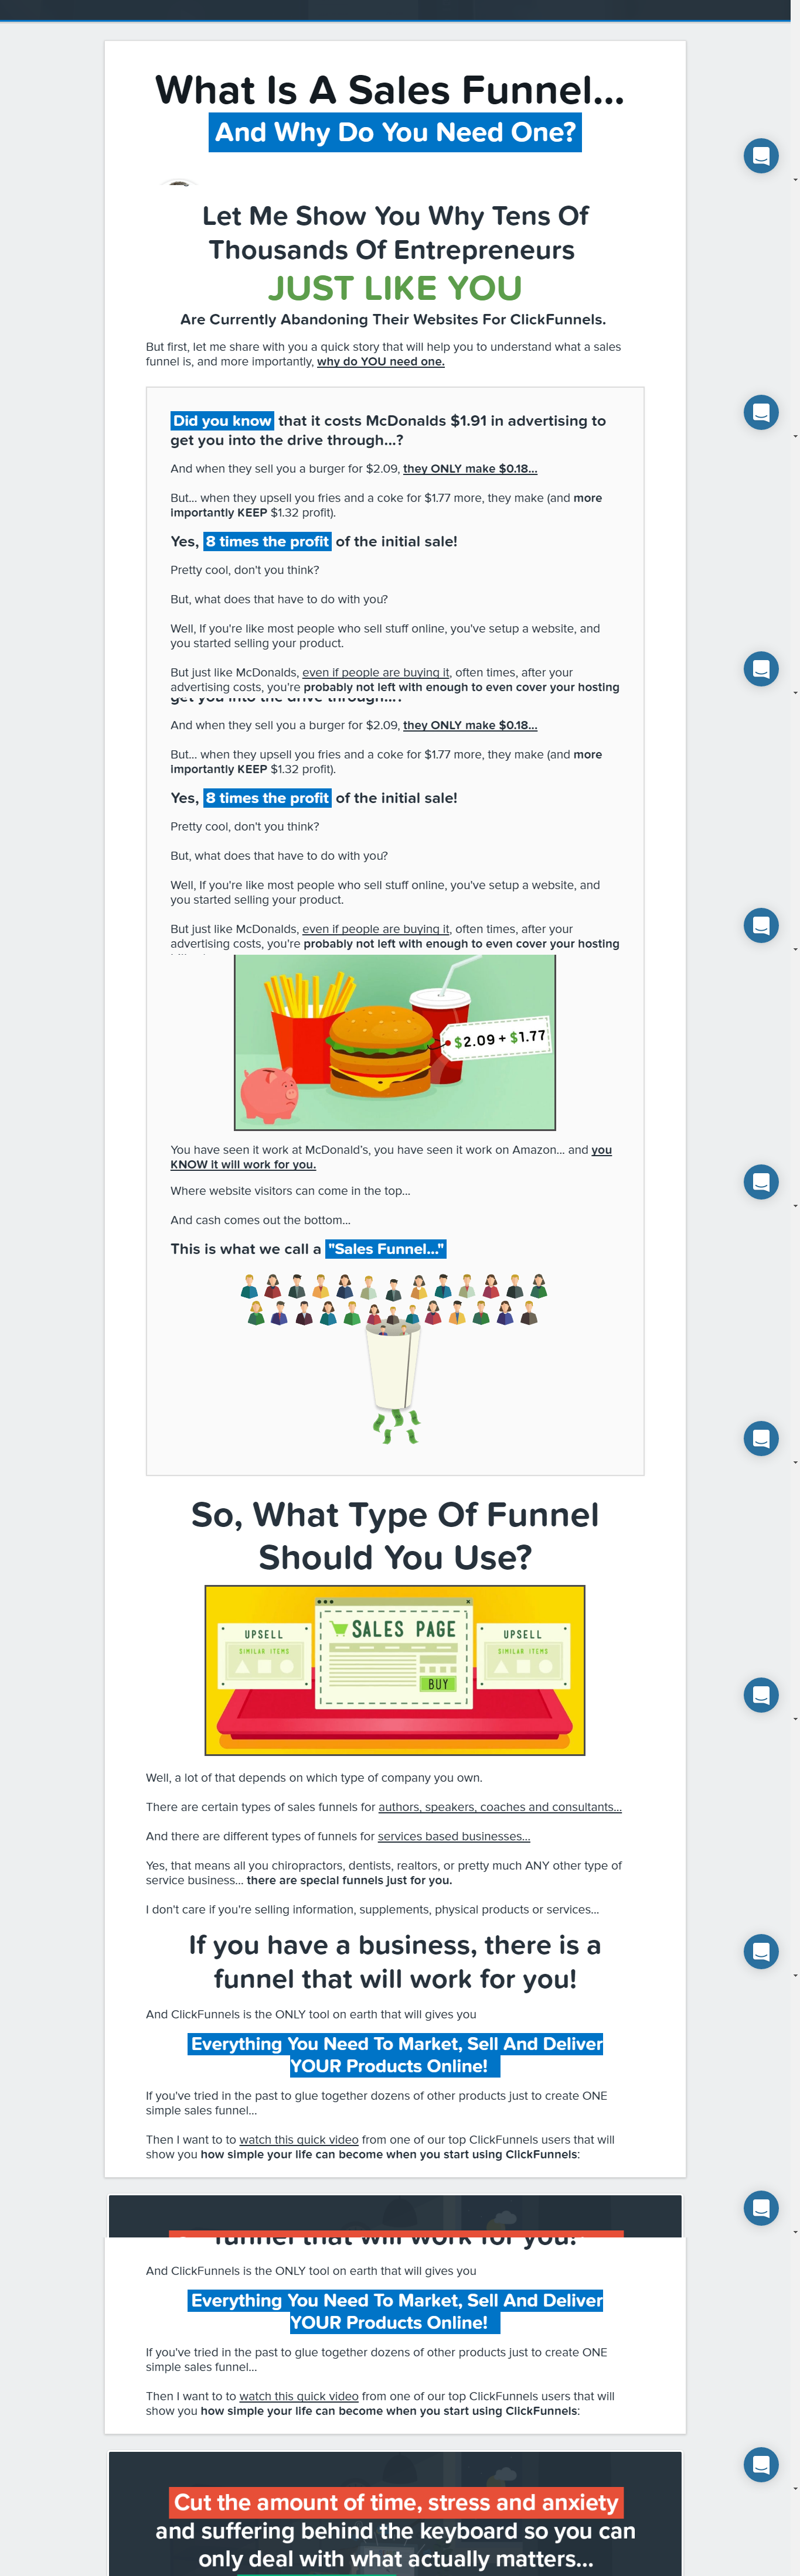 What Is A Sales Funnel...
And Why Do You Need One?
Let Me Show You Why Tens Of
Thousands Of Entrepreneurs
JUST LIKE YOU
Are Currently Abandoning Their Websites For ClickFunnels.
But first, let me share with you a quick story that will help you to understand what a sales
funnel is, and more importantly, why do YOU need one.
Did you know that it costs McDonalds $1.91 in advertising to
get you into the drive through...?
And when they sell you a burger for $2.09, they ONLY make $0.18...
But... when they upsell you fries and a coke for $1.77 more, they make (and more
importantly KEEP $1.32 profit).
Yes, 8 times the profit of the initial sale!
Pretty cool, don't you think?
But, what does that have to do with you?
Well, If you're like most people who sell stuff online, you've setup a website, and
you started selling your product.
But just like McDonalds, even if people are buying it, often times, after your
advertising costs, you're probably not left with enough to even cover your hosting
get you into the drive through...?
And when they sell you a burger for $2.09, they ONLY make $0.18...
But... when they upsell you fries and a coke for $1.77 more, they make (and more
importantly KEEP $1.32 profit).
Yes, 8 times the profit of the initial sale!
Pretty cool, don't you think?
But, what does that have to do with you?
Well, If you're like most people who sell stuff online, you've setup a website, and
you started selling your product.
But just like McDonalds, even if people are buying it, often times, after your
advertising costs, you're probably not left with enough to even cover your hosting
$2.09 + $1.77
You have seen it work at McDonald's, you have seen it work on Amazon... and you
KNOW it will work for you.
Where website visitors can come in the top...
And cash comes out the bottom...
This is what we call a "Sales Funnel..."
So, What Type Of Funnel
Should You Use?
UPSELL
SIMILAR ITEMS
SALES PAGE
BUY
UPSELL
SIMILAR ITEMS
Well, a lot of that depends on which type of company you own.
There are certain types of sales funnels for authors, speakers, coaches and consultants...
And there are different types of funnels for services based businesses...
Yes, that means all you chiropractors, dentists, realtors, or pretty much ANY other type of
service business... there are special funnels just for you.
I don't care if you're selling information, supplements, physical products or services...
If you have a business, there is a
funnel that will work for you!
And ClickFunnels is the ONLY tool on earth that will gives you
Everything You Need To Market, Sell And Deliver
YOUR Products Online!
If you've tried in the past to glue together dozens of other products just to create ONE
simple sales funnel...
Then I want to to watch this quick video from one of our top ClickFunnels users that will
show you how simple your life can become when you start using ClickFunnels:
funnel that will work for you!
And ClickFunnels is the ONLY tool on earth that will gives you
Everything You Need To Market, Sell And Deliver
YOUR Products Online!
If you've tried in the past to glue together dozens of other products just to create ONE
simple sales funnel...
Then I want to to watch this quick video from one of our top ClickFunnels users that will
show you how simple your life can become when you start using ClickFunnels:
Cut the amount of time, stress and anxiety
and suffering behind the keyboard so you can
only deal with what actually matters...